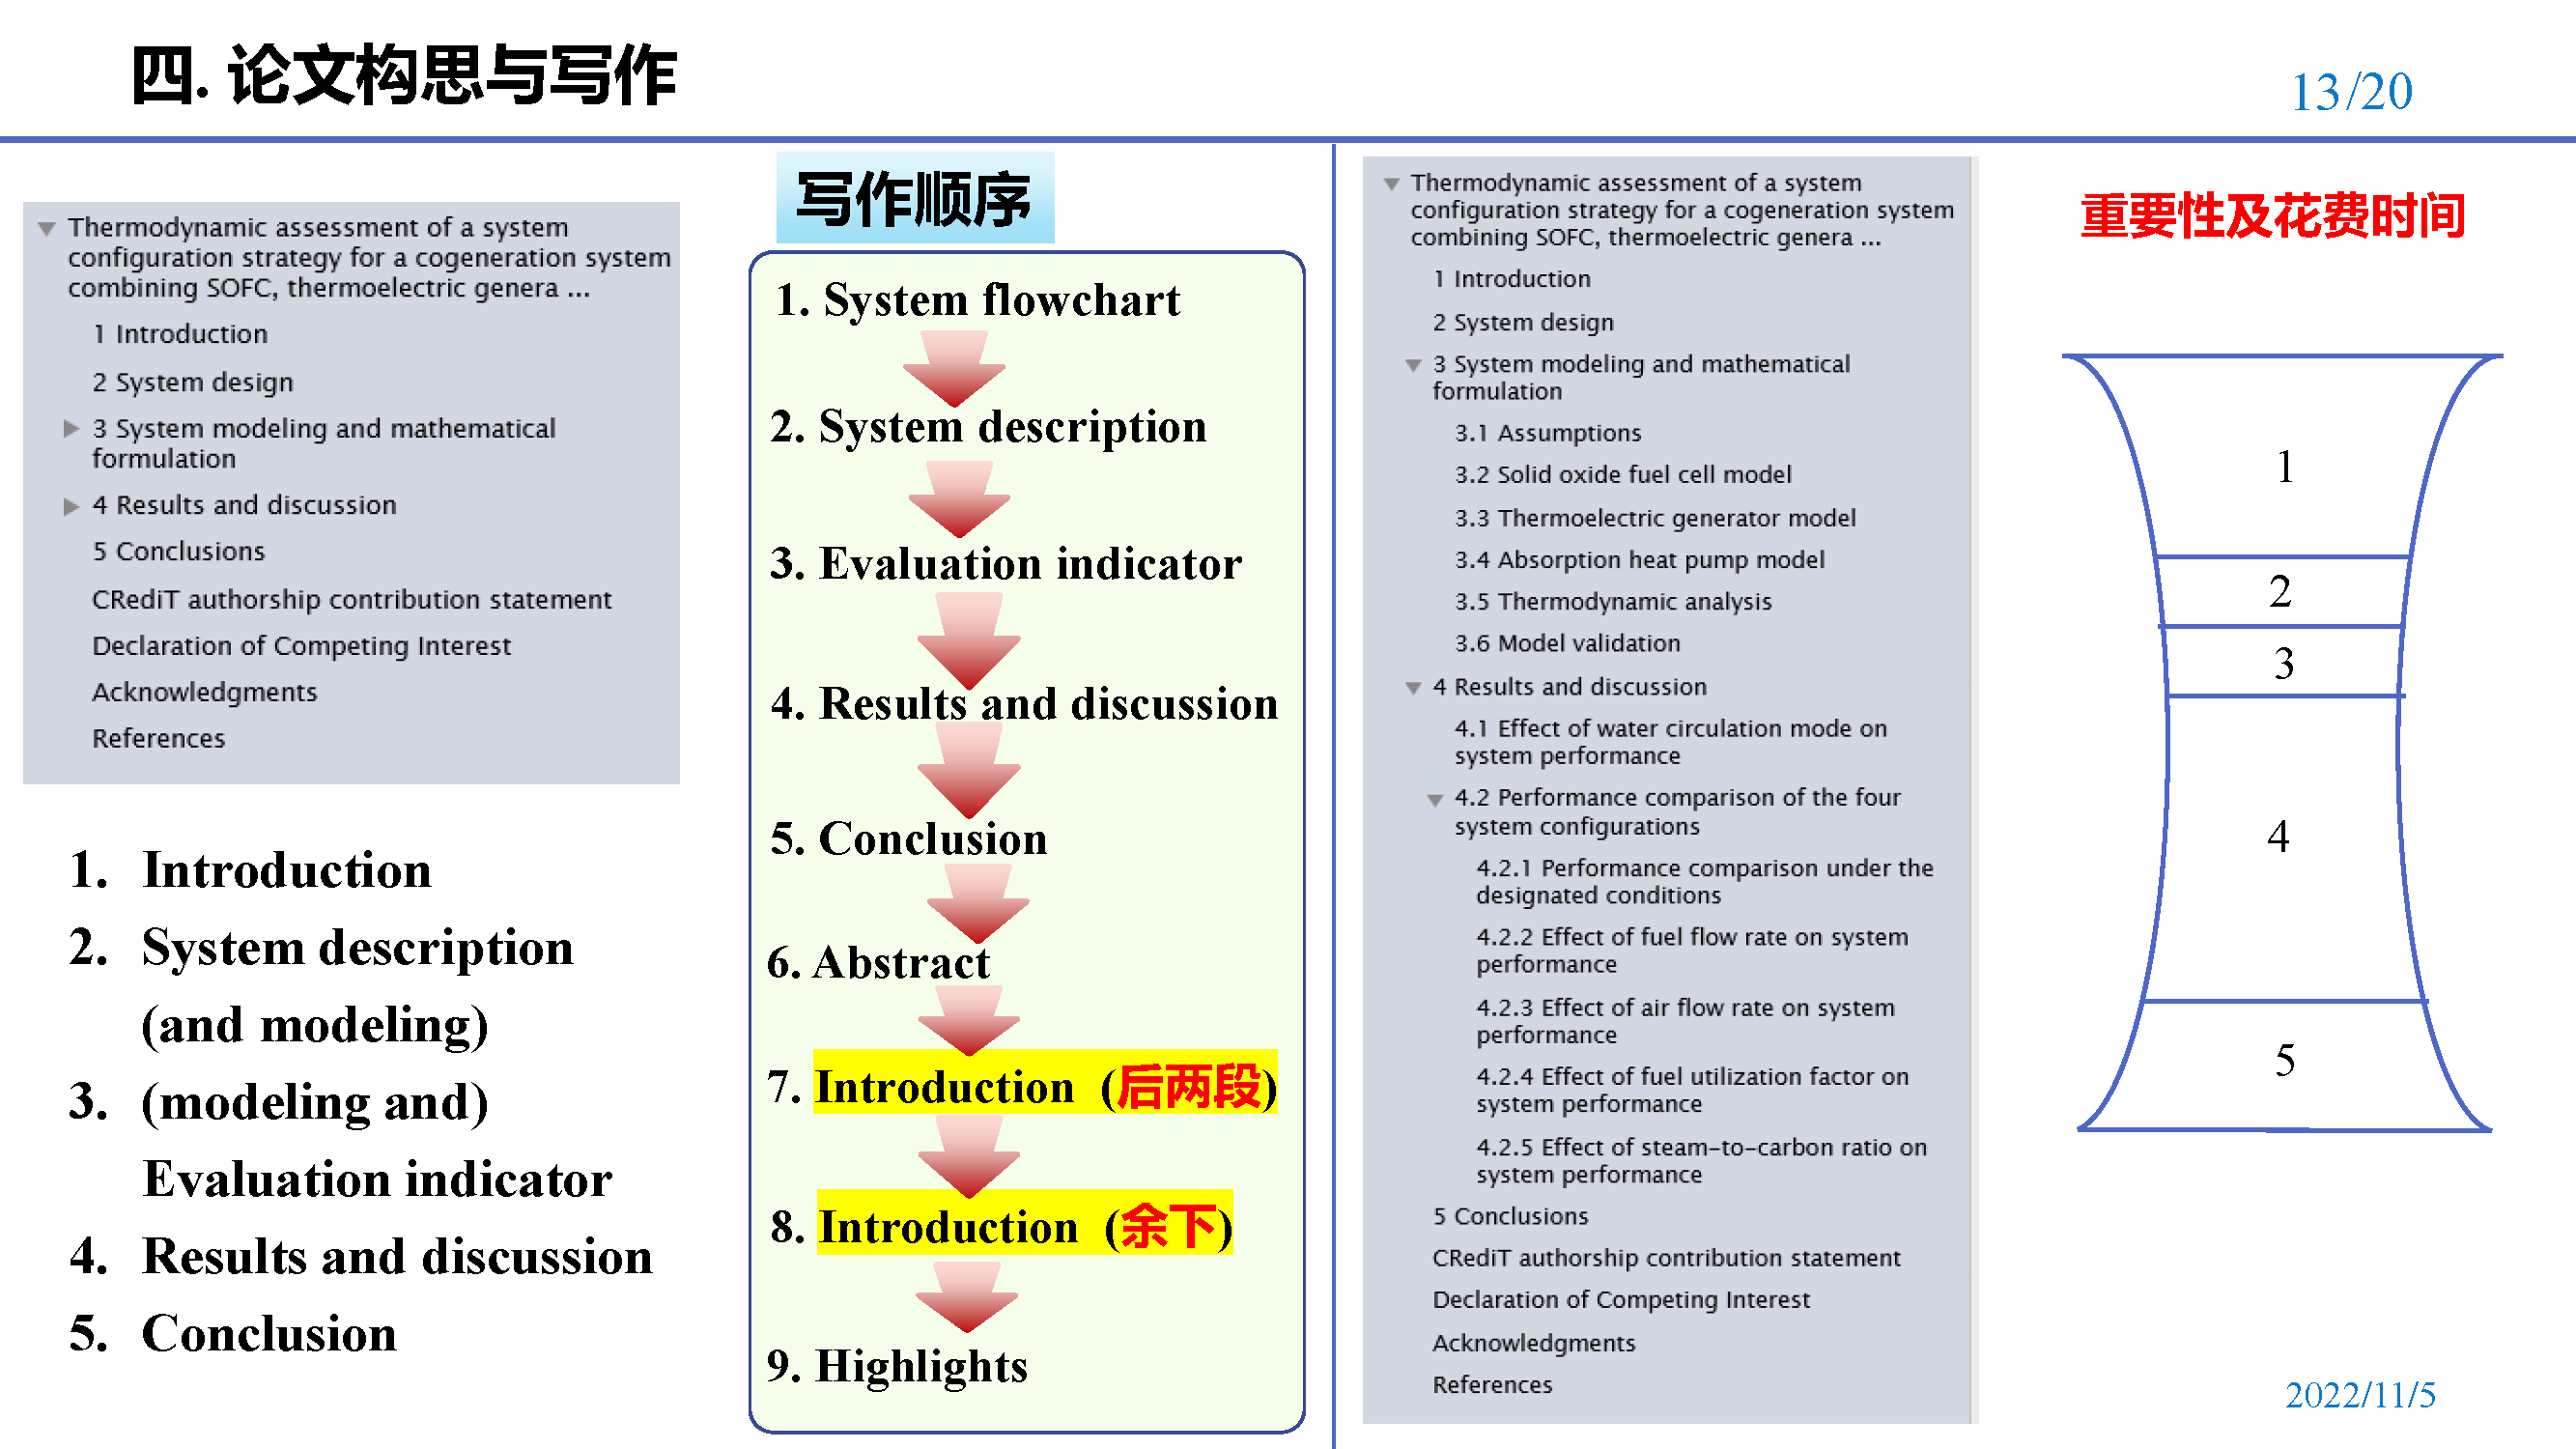 四. 论文构思与写作
13/20
Thermodynamic assessment of a system
configuration strategy for a cogeneration system
combining SOFC, thermoelectric genera ...
1 Introduction
2 System design
3 System modeling and mathematical
formulation
4 Results and discussion
5 Conclusions
CRediT authorship contribution statement
Declaration of Competing Interest
Acknowledgments
References
1. Introduction
2. System description
(and modeling)
3. (modeling and)
Evaluation indicator
4. Results and discussion
5. Conclusion
写作顺序
1. System flowchart
2. System description
3. Evaluation indicator
4. Results and discussion
5. Conclusion
6. Abstract
7. Introduction (后两段)
8. Introduction (余下)
9. Highlights
Thermodynamic assessment of a system
configuration strategy for a cogeneration system
combining SOFC, thermoelectric genera ...
1 Introduction
2 System design
3 System modeling and mathematical
formulation
3.1 Assumptions
3.2 Solid oxide fuel cell model
3.3 Thermoelectric generator model
3.4 Absorption heat pump model
3.5 Thermodynamic analysis
3.6 Model validation
4 Results and discussion
4.1 Effect of water circulation mode on
system performance
4.2 Performance comparison of the four
system configurations
4.2.1 Performance comparison under the
designated conditions
4.2.2 Effect of fuel flow rate on system
performance
4.2.3 Effect of air flow rate on system
performance
4.2.4 Effect of fuel utilization factor on
system performance
4.2.5 Effect of steam-to-carbon ratio on
system performance
5 Conclusions
CRediT authorship contribution statement
Declaration of Competing Interest
Acknowledgments
References
重要性及花费时间
1
2
3
4
5
2022/11/5